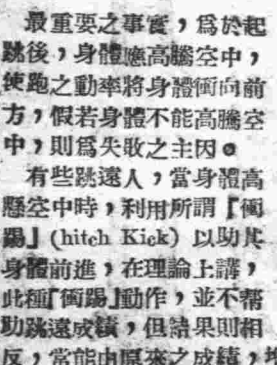 最重要之事實，爲於起
跳後，身體應高騰空中，
使跑之動率將身體衝向前
方，假若身體不能高騰空
中，則爲失敗之主因。
有些跳遠人，當身體高
懸空中時，利用所謂『衝
踢』(hitch Kick) 以助其
身體前進，在理論上講，
此種『衝踢』動作，並不帮
助跳遠成績，但結果則相
反，常能由原來之成績，增